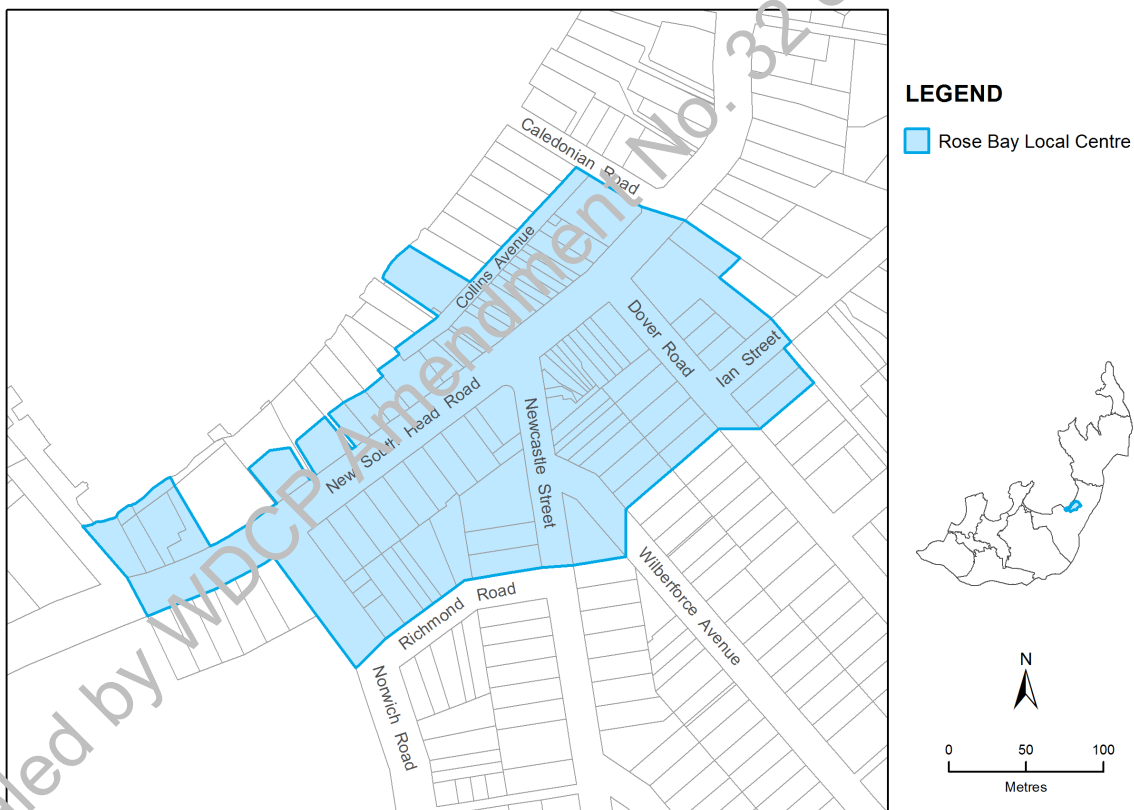 Caledonian Road
Collins Avenue
New South Head Road
Dover Road
Ian Street
Newcastle Street
Richmond Road
Wilberforce Avenue
Norwich Road
by WDCP Amendment No. 32
LEGEND
Rose Bay Local Centre
N
0 50 100
Metres